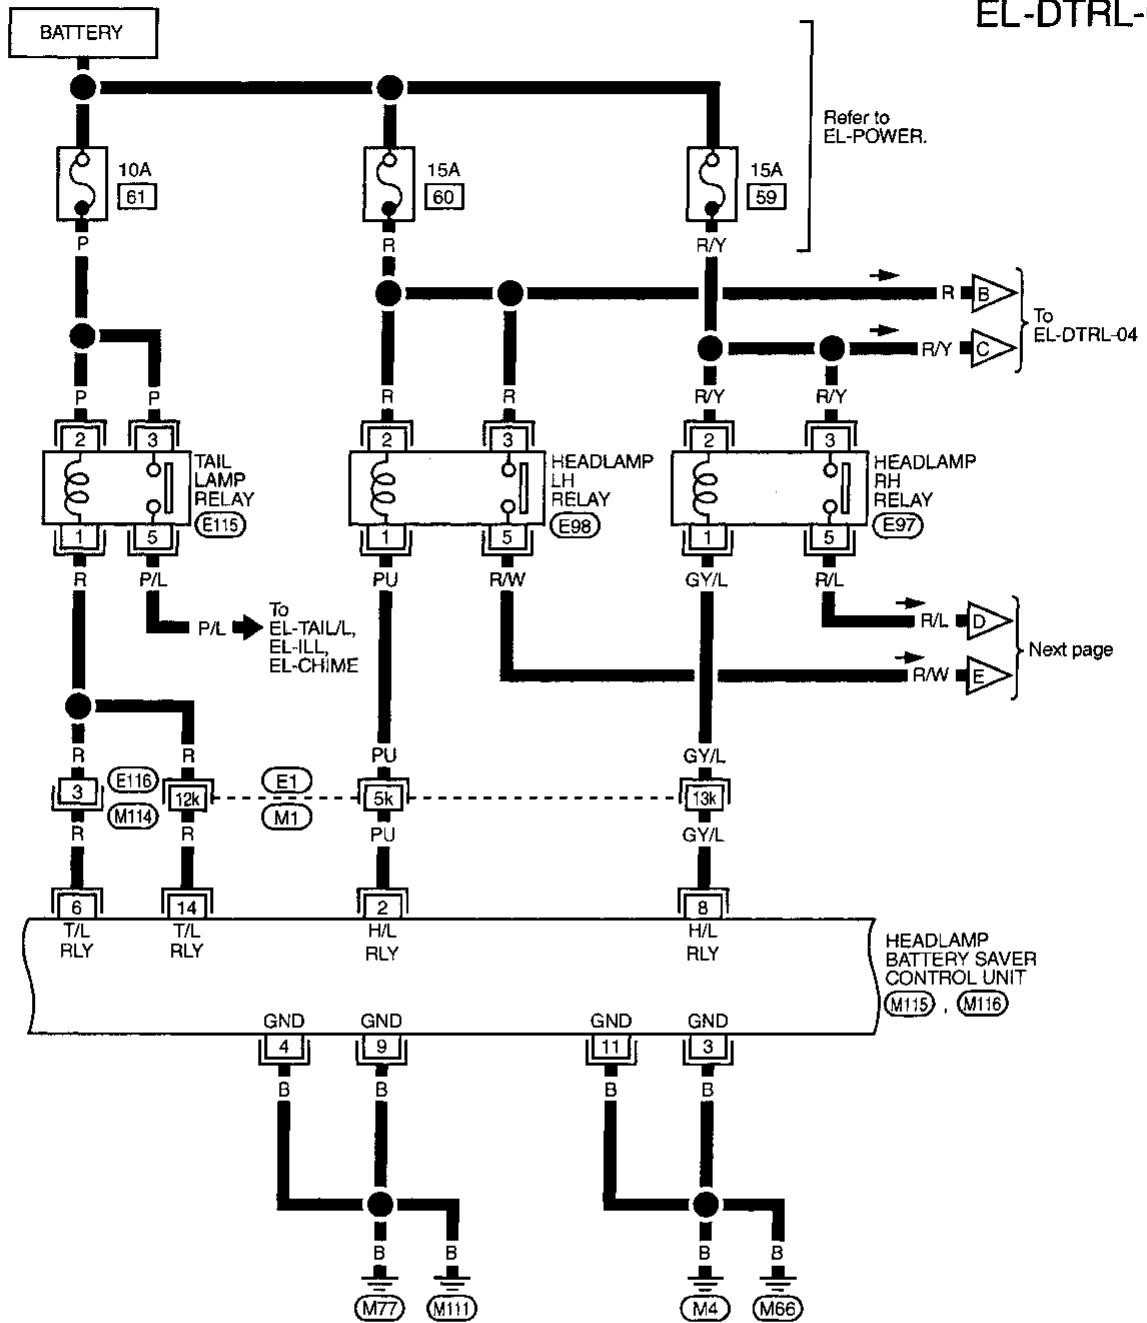 EL-DTRL-
BATTERY
Refer to
EL-POWER.
10A
61
15A
60
15A
59
P
R
R/Y
R
B
R/Y
C
To
EL-DTRL-04
P
P
R
R
R/Y
R/Y
2
3
2
3
2
3
TAIL
LAMP
RELAY
E115
HEADLAMP
LH
RELAY
E98
HEADLAMP
RH
RELAY
E97
1
5
1
5
1
5
R
P/L
PU
R/W
GY/L
R/L
P/L
To
EL-TAIL/L,
EL-ILL,
EL-CHIME
R/L
D
R/W
E
Next page
R
R
PU
GY/L
3
E116
M114
12k
E1
M1
5k
13k
R
R
PU
GY/L
6
14
2
8
T/L
RLY
T/L
RLY
H/L
RLY
H/L
RLY
HEADLAMP
BATTERY SAVER
CONTROL UNIT
M115 , M116
GND
GND
GND
GND
4
9
11
3
B
B
B
B
B
B
B
B
M77
M111
M4
M66